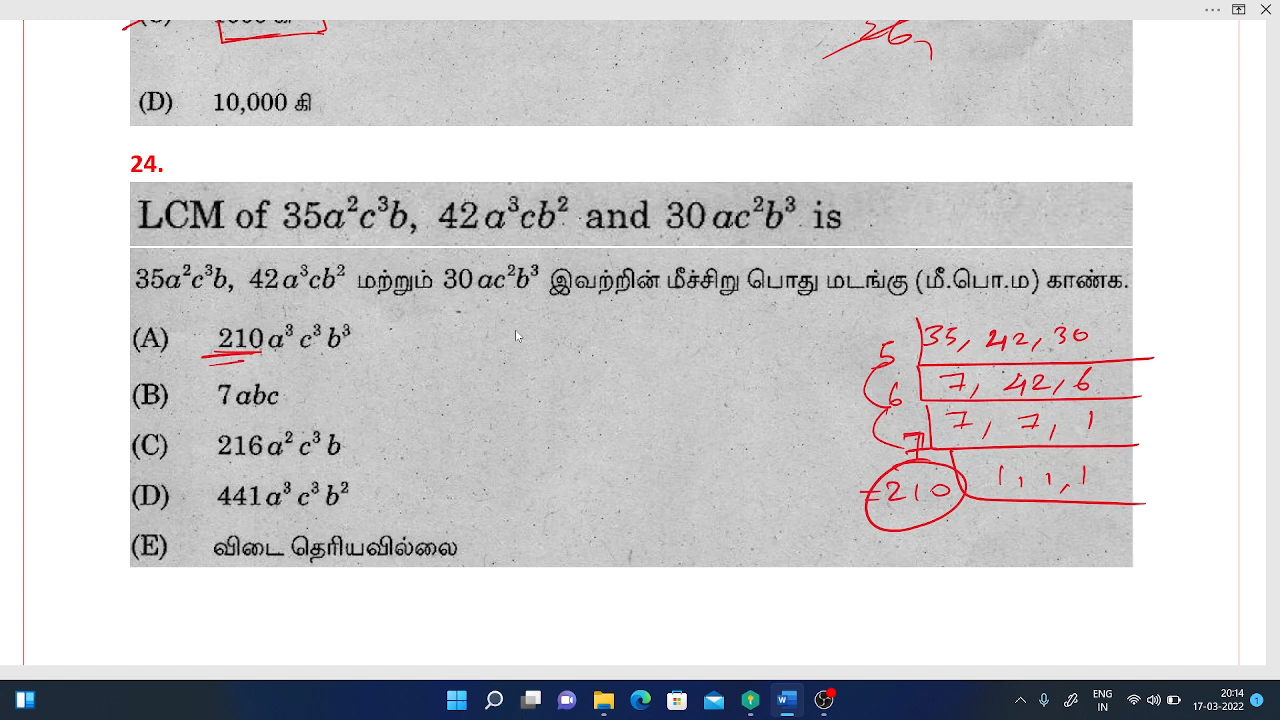 (D) 10,000 கி
24.
LCM of 35a²c³b, 42a³cb² and 30ac²b³ is
35a²c³b, 42a³cb² மற்றும் 30ac²b³ இவற்றின் மீச்சிறு பொது மடங்கு (மீ.பொ.ம) காண்க.
(A) 210a³c³b³
(B) 7abc
(C) 216a²c³b
(D) 441a³c³b²
(E) விடை தெரியவில்லை
5 35, 42, 30
6 7, 42, 6
7 7, 7, 1
=210 1, 1, 1
ENG
IN
20:14
17-03-2022
1